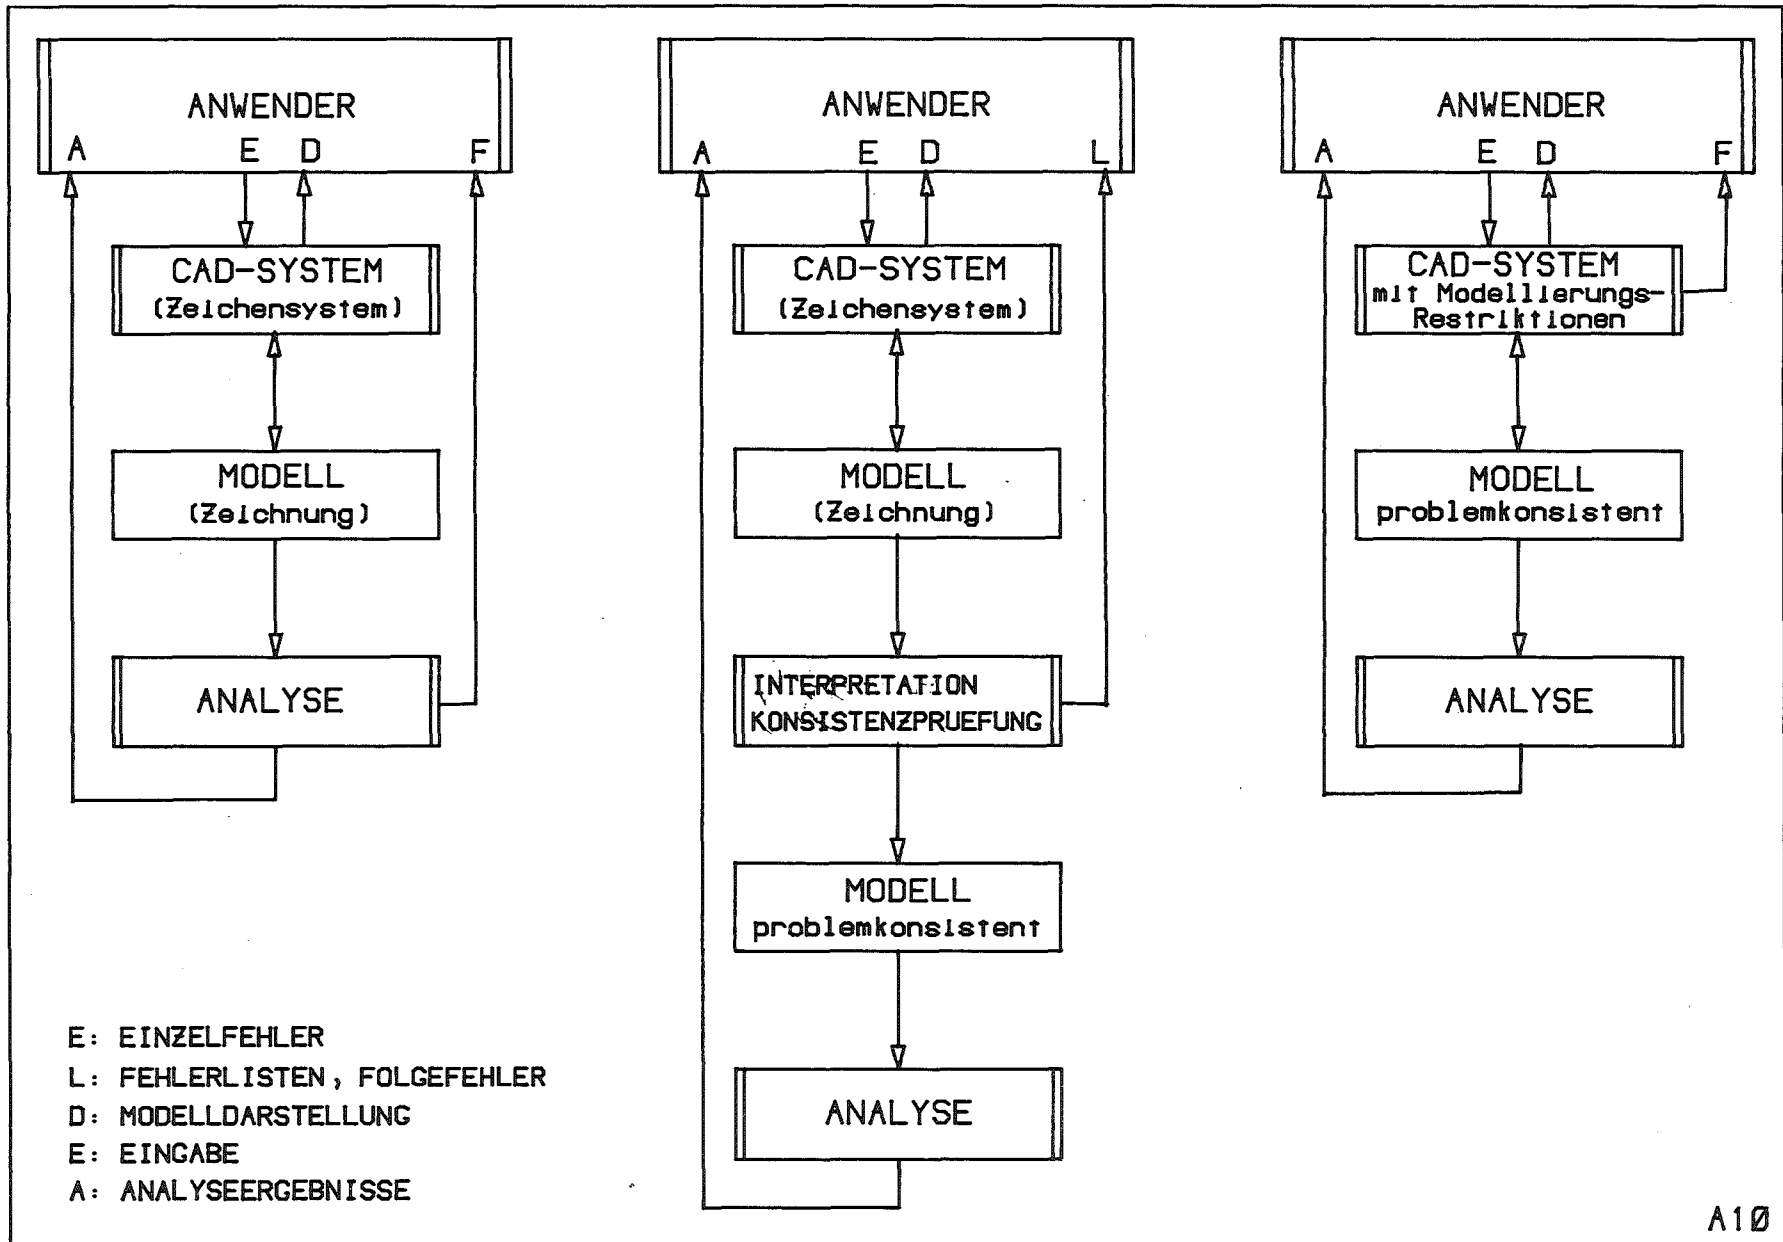 ANWENDER
A E D F
CAD-SYSTEM
(Zeichensystem)
MODELL
(Zeichnung)
ANALYSE
ANWENDER
A E D L
CAD-SYSTEM
(Zeichensystem)
MODELL
(Zeichnung)
INTERPRETATION
KONSISTENZPRUEFUNG
MODELL
problemkonsistent
ANALYSE
ANWENDER
A E D F
CAD-SYSTEM
mit Modellierungs-
Restriktionen
MODELL
problemkonsistent
ANALYSE
E: EINZELFEHLER
L: FEHLERLISTEN, FOLGEFEHLER
D: MODELLDARSTELLUNG
E: EINGABE
A: ANALYSEERGEBNISSE
A10